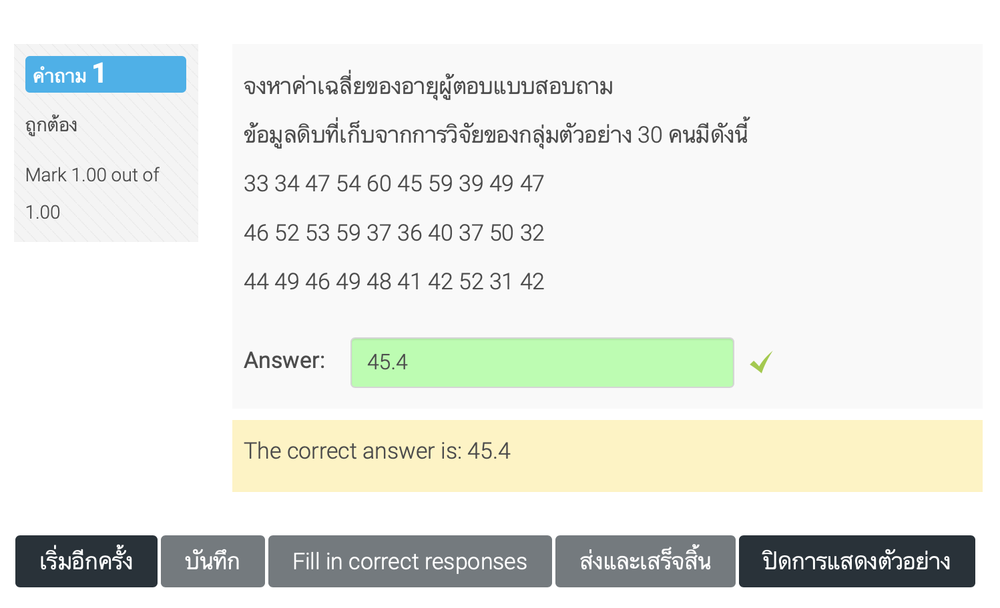 คำถาม 1
ถูกต้อง
Mark 1.00 out of
1.00
จงหาค่าเฉลี่ยของอายุผู้ตอบแบบสอบถาม
ข้อมูลดิบที่เก็บจากการวิจัยของกลุ่มตัวอย่าง 30 คนมีดังนี้
33 34 47 54 60 45 59 39 49 47
46 52 53 59 37 36 40 37 50 32
44 49 46 49 48 41 42 52 31 42
Answer: 45.4
The correct answer is: 45.4
เริ่มอีกครั้ง บันทึก Fill in correct responses ส่งและเสร็จสิ้น ปิดการแสดงตัวอย่าง